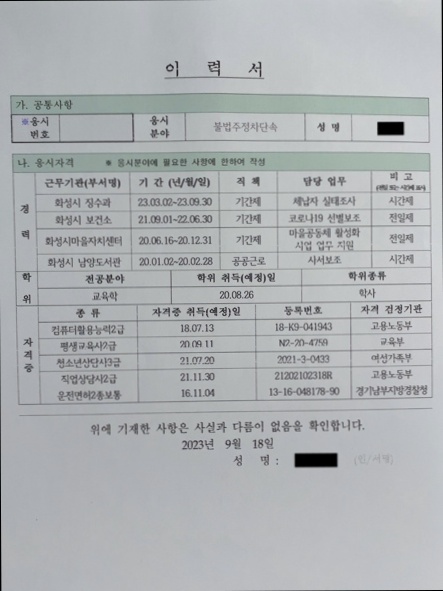 이 력 서
가. 공통사항
※응시번호 응시분야 불법주정차단속 성 명
나. 응시자격 ※ 응시분야에 필요한 사항에 한하여 작성
경력 근무기관(부서명) 기 간 (년/월/일) 직 책 담당 업무 비 고
화성시 징수과 23.03.02~23.09.30 기간제 체납자 실태조사 시간제
화성시 보건소 21.09.01~22.06.30 기간제 코로나19 선별보조 전일제
화성시마을자치센터 20.06.16~20.12.31 기간제 마을공동체 활성화 사업 업무 지원 전일제
화성시 남양도서관 20.01.02~20.02.28 공공근로 사서보조 시간제
학위 전공분야 학위 취득(예정)일 학위종류
교육학 20.08.26 학사
자격증 종 류 자격증 취득(예정)일 등록번호 자격 검정기관
컴퓨터활용능력2급 18.07.13 18-K9-041943 고용노동부
평생교육사2급 20.09.11 N2-20-4759 교육부
청소년상담사3급 21.07.20 2021-3-0433 여성가족부
직업상담사2급 21.11.30 21202102318R 고용노동부
운전면허2종보통 16.11.04 13-16-048178-90 경기남부지방경찰청
위에 기재한 사항은 사실과 다름이 없음을 확인합니다.
2023년 9월 18일
성 명 : (인/서명)